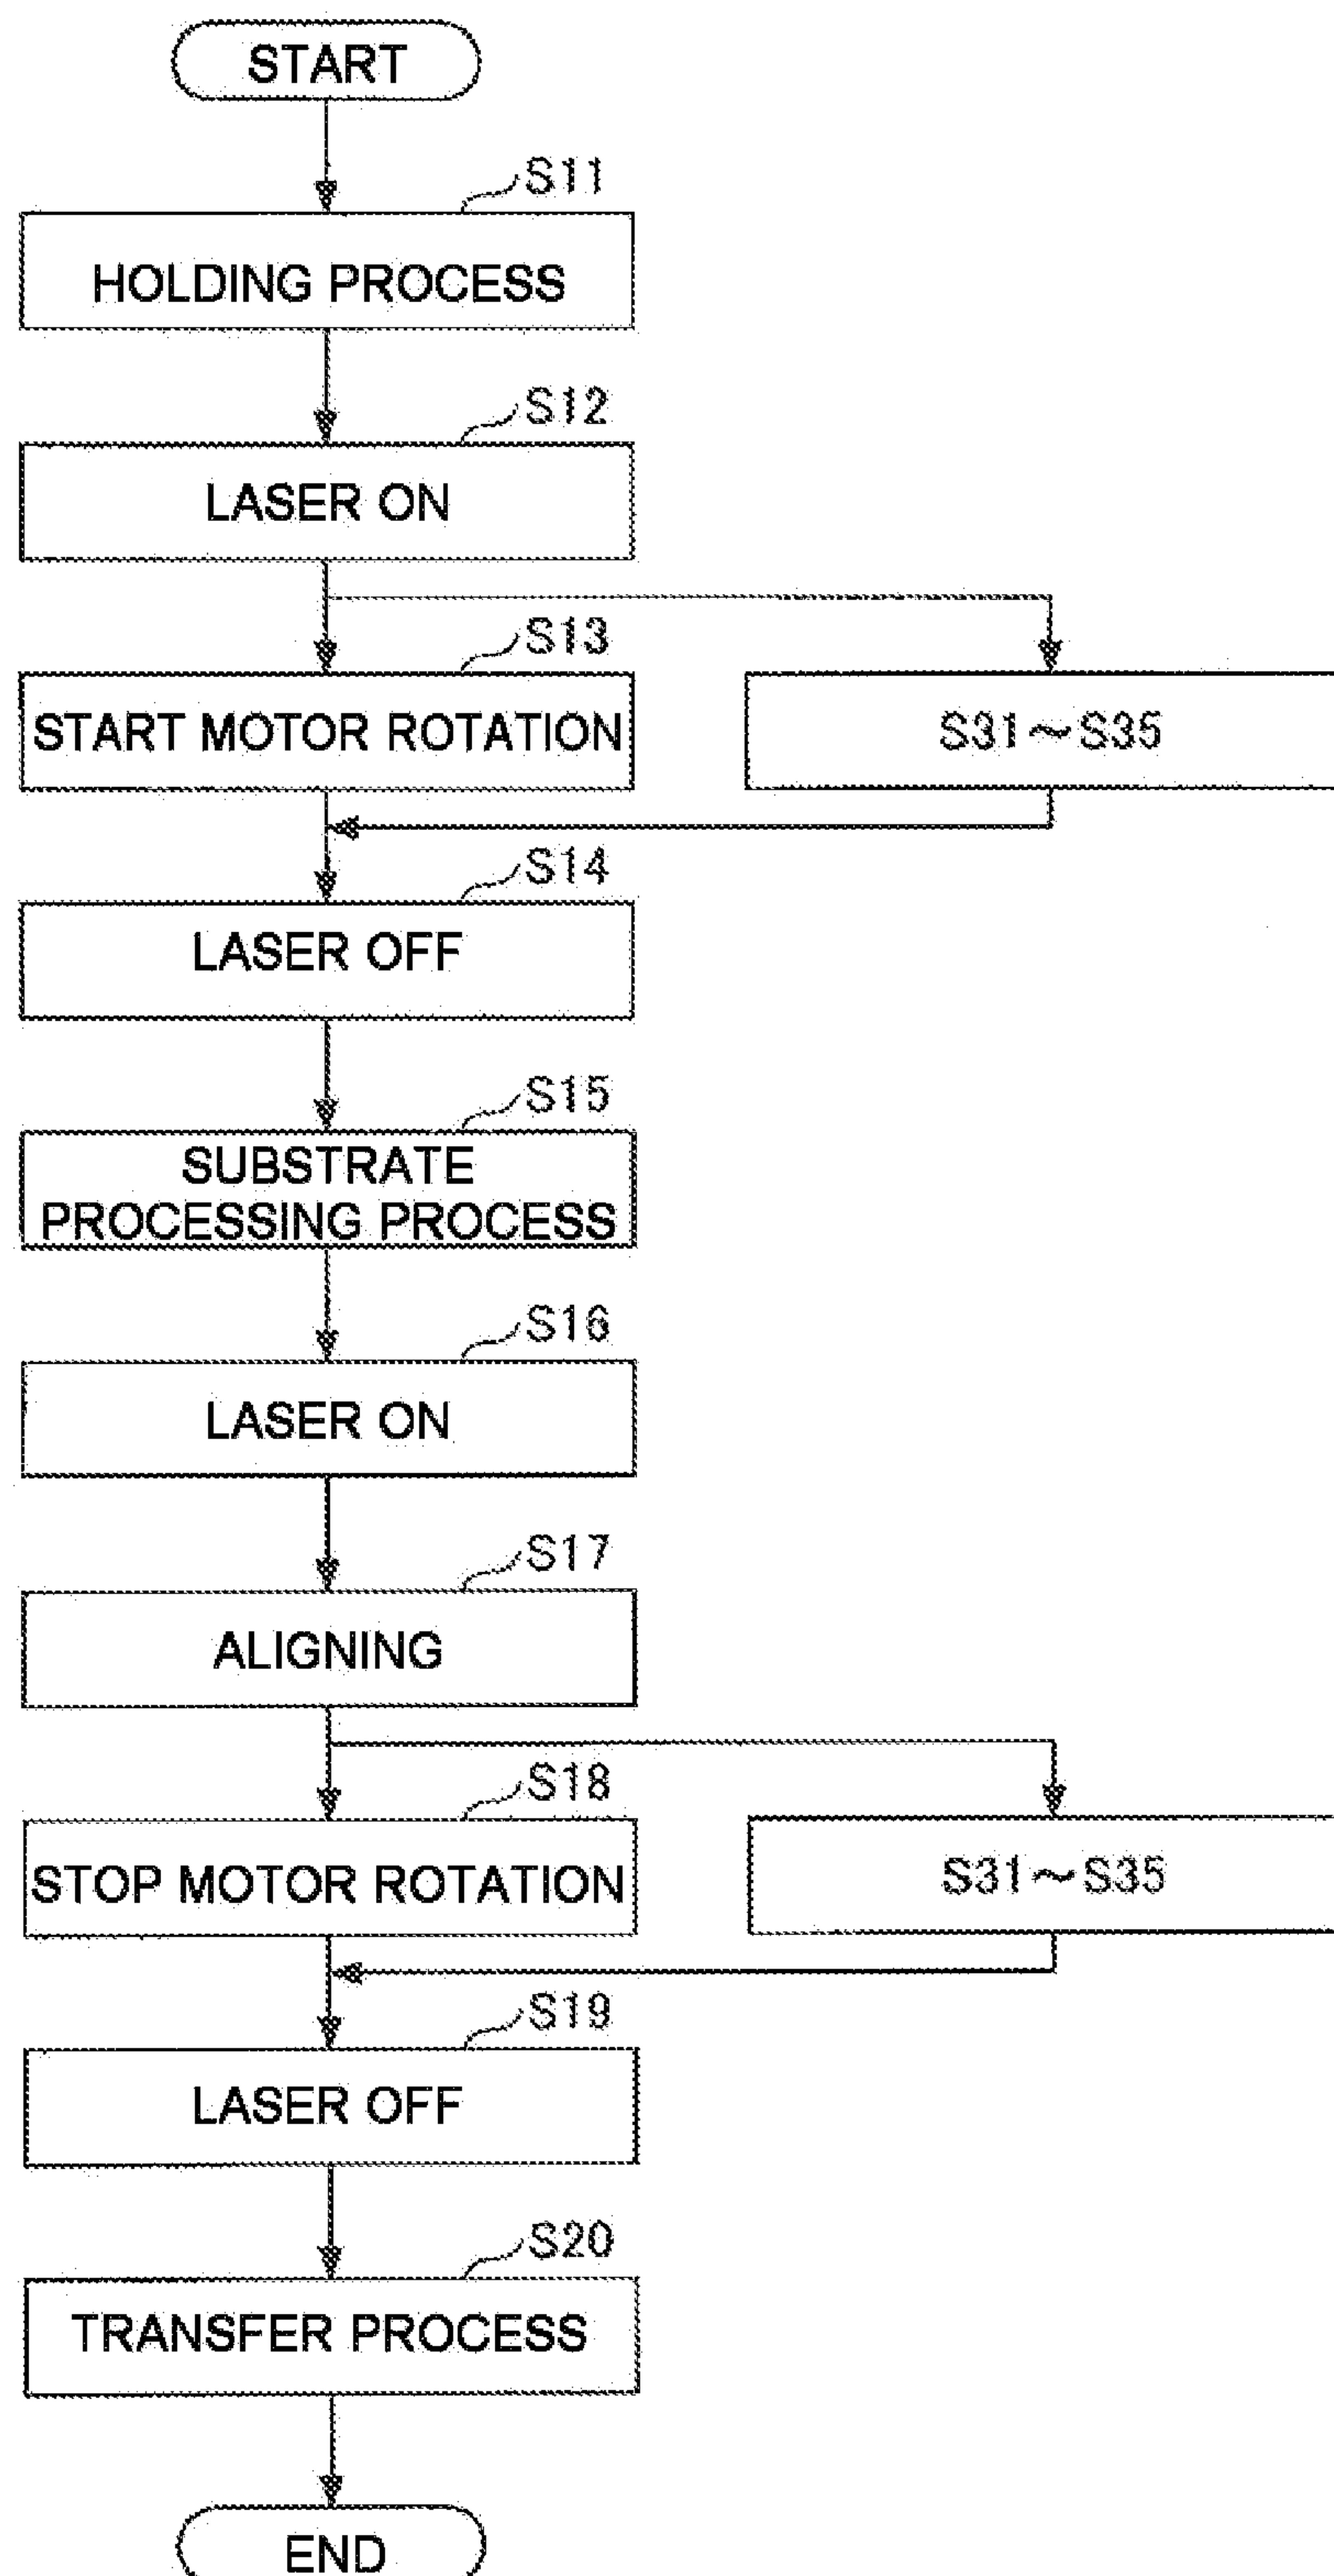 START
S11
HOLDING PROCESS
S12
LASER ON
S13
START MOTOR ROTATION
S31～S35
S14
LASER OFF
S15
SUBSTRATE
PROCESSING PROCESS
S16
LASER ON
S17
ALIGNING
S18
STOP MOTOR ROTATION
S31～S35
S19
LASER OFF
S20
TRANSFER PROCESS
END